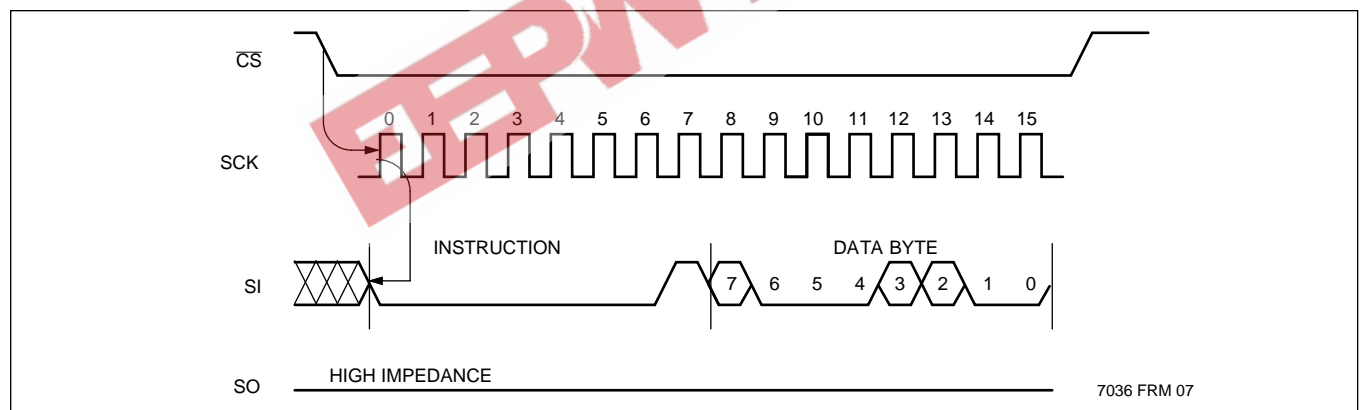 CS
0 1 2 3 4 5 6 7 8 9 10 11 12 13 14 15
SCK
INSTRUCTION DATA BYTE
SI 7 6 5 4 3 2 1 0
HIGH IMPEDANCE
SO
7036 FRM 07